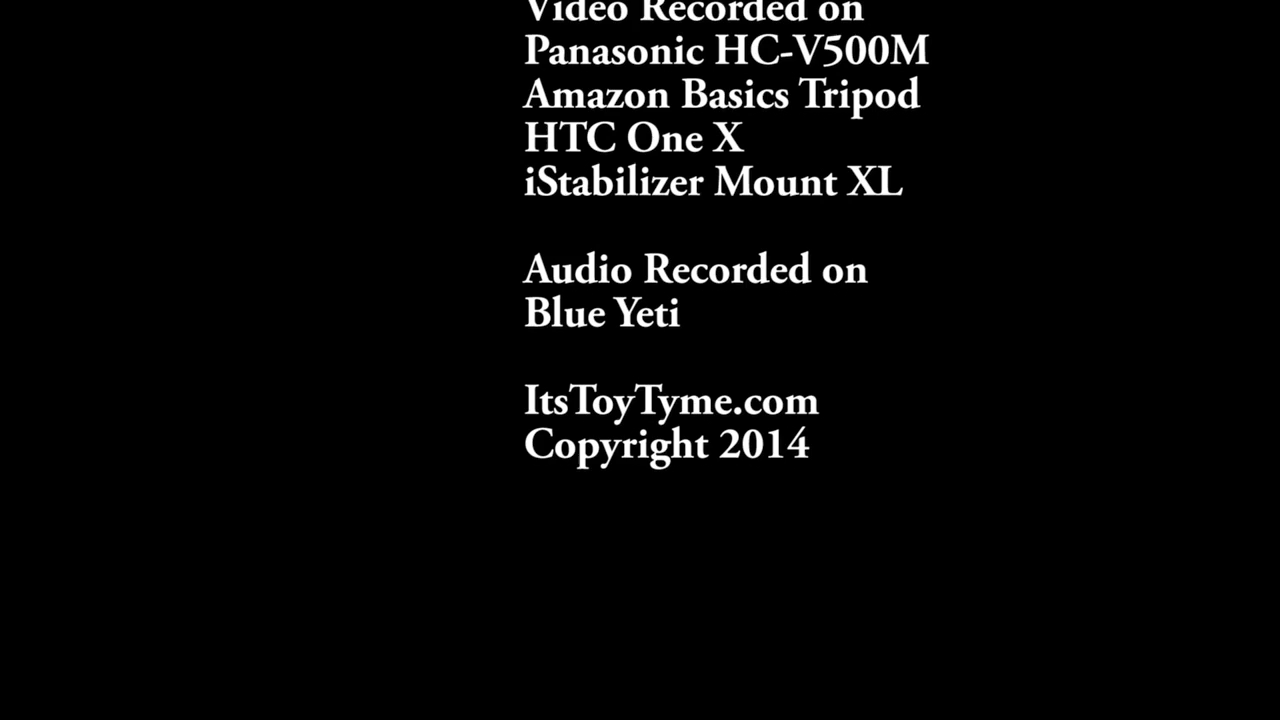 Video Recorded on
Panasonic HC-V500M
Amazon Basics Tripod
HTC One X
iStabilizer Mount XL
Audio Recorded on
Blue Yeti
ItsToyTyme.com
Copyright 2014